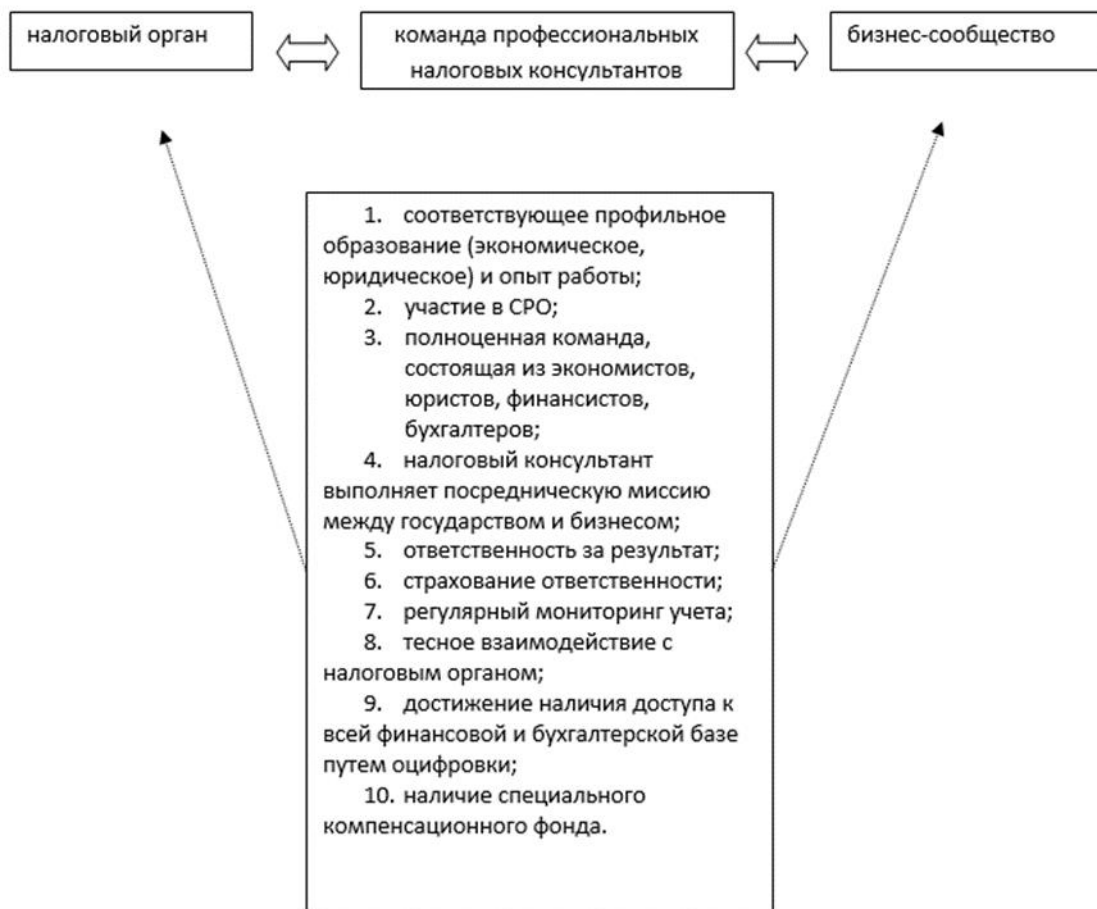 налоговый орган
команда профессиональных
налоговых консультантов
бизнес-сообщество
1. соответствующее профильное
образование (экономическое,
юридическое) и опыт работы;
2. участие в СРО;
3. полноценная команда,
состоящая из экономистов,
юристов, финансистов,
бухгалтеров;
4. налоговый консультант
выполняет посредническую миссию
между государством и бизнесом;
5. ответственность за результат;
6. страхование ответственности;
7. регулярный мониторинг учета;
8. тесное взаимодействие с
налоговым органом;
9. достижение наличия доступа к
всей финансовой и бухгалтерской базе
путем оцифровки;
10. наличие специального
компенсационного фонда.